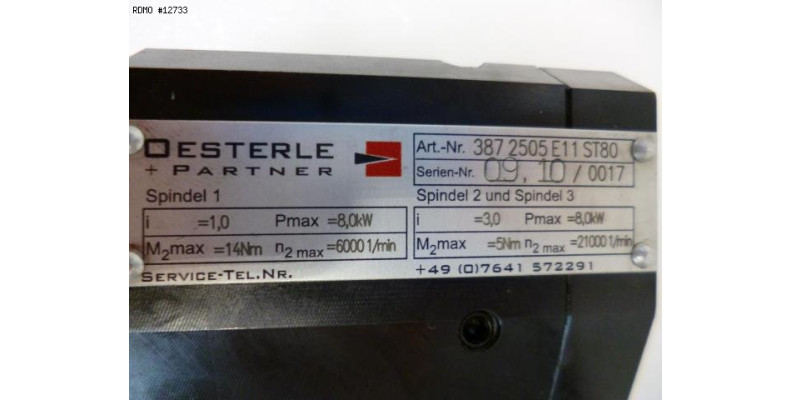 RDMO #12733
OESTERLE
+ PARTNER
Art.-Nr. 387 2505 E11 ST80
Serien-Nr. 09, 10 / 0017
Spindel 1
i =1,0 Pmax =8,0kW
M2max =14Nm n2 max =6000 1/min
Spindel 2 und Spindel 3
i =3,0 Pmax =8,0kW
M2max =5Nm n2 max =21000 1/min
SERVICE-TEL.NR. +49 (0)7641 572291